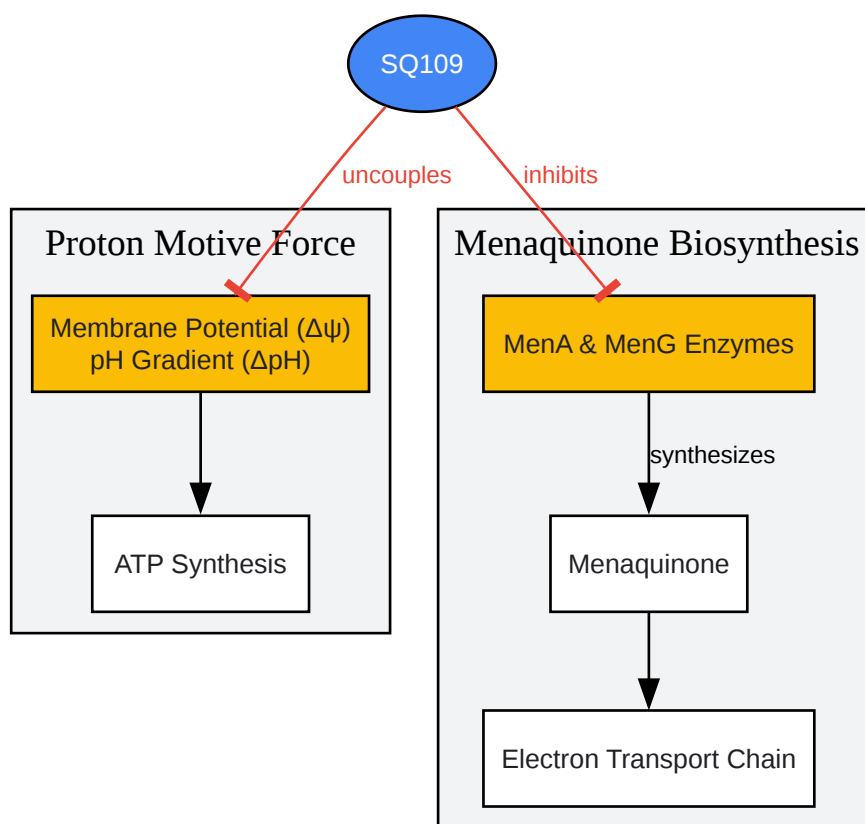 SQ109
uncouples
inhibits
Proton Motive Force
Membrane Potential (Δψ)
pH Gradient (ΔpH)
ATP Synthesis
Menaquinone Biosynthesis
MenA & MenG Enzymes
synthesizes
Menaquinone
Electron Transport Chain